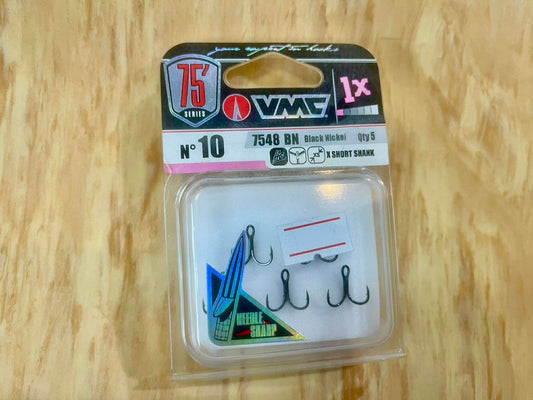 your expert in hooks
75'
SERIES
VMC
1x
N° 10
7548 BN Black Nickel Qty 5
X SHORT SHANK
NEEDLE
SHARP